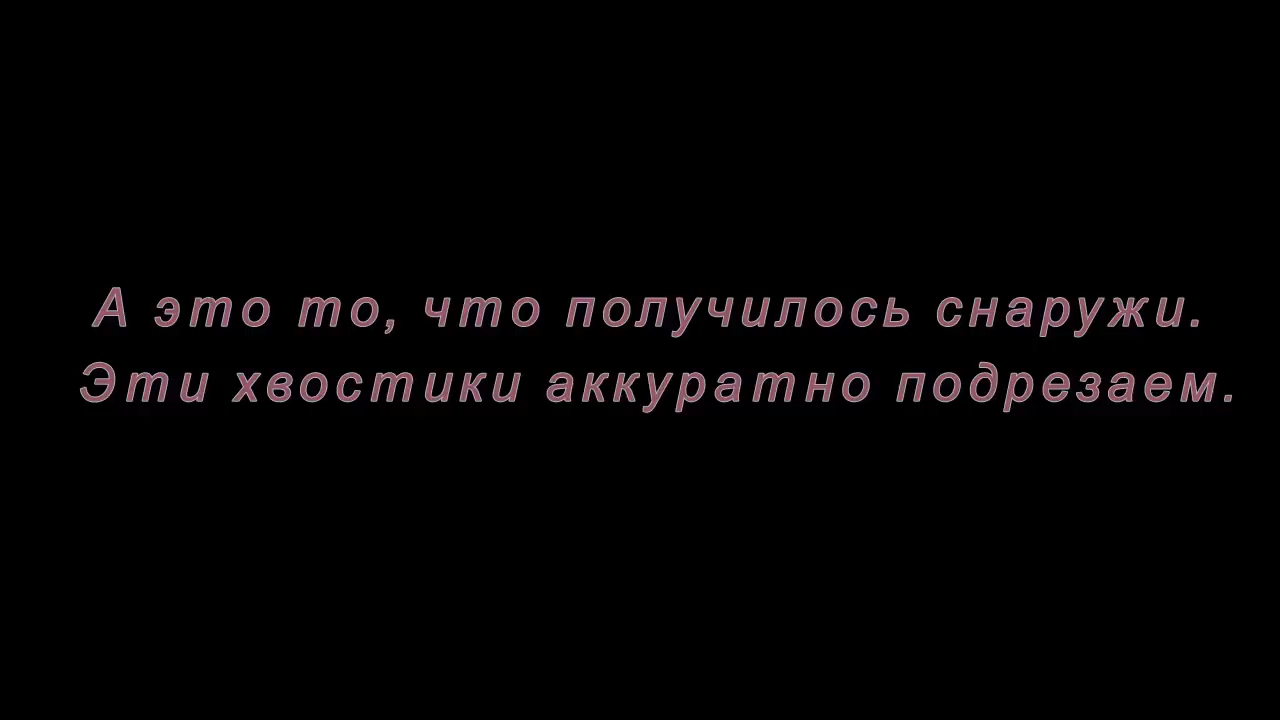 А это то, что получилось снаружи.
Эти хвостики аккуратно подрезаем.